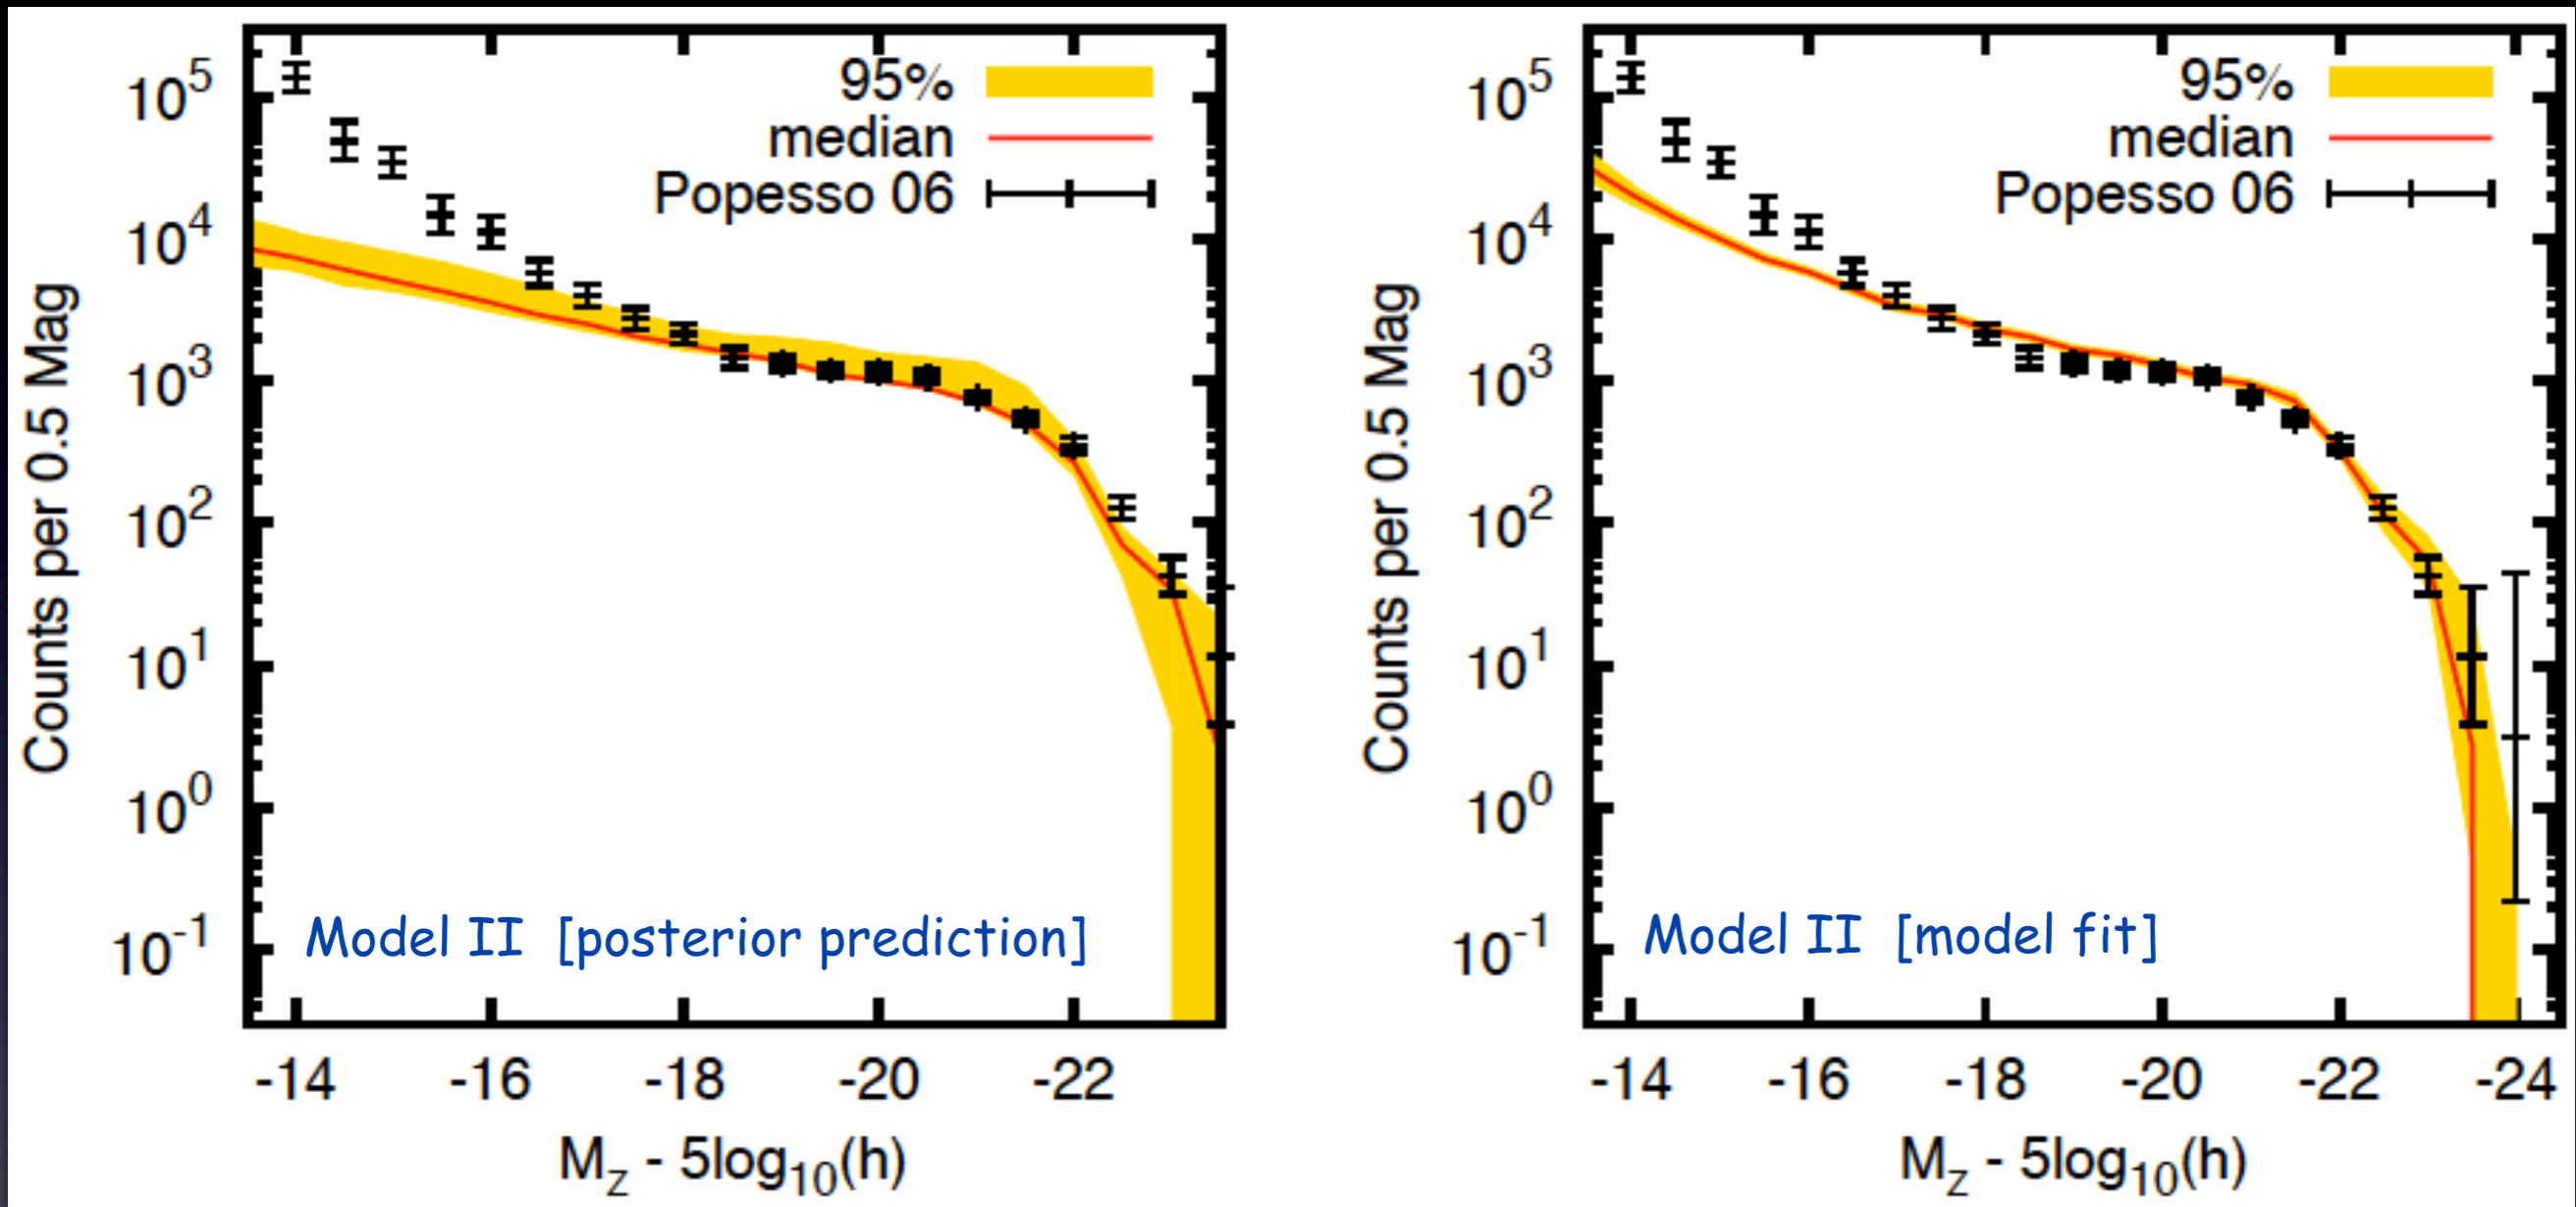 95%
median
Popesso 06
10^5
10^4
10^3
10^2
10^1
10^0
10^-1
Counts per 0.5 Mag
Model II [posterior prediction]
-14 -16 -18 -20 -22
M_z - 5log_10(h)
95%
median
Popesso 06
10^5
10^4
10^3
10^2
10^1
10^0
10^-1
Counts per 0.5 Mag
Model II [model fit]
-14 -16 -18 -20 -22 -24
M_z - 5log_10(h)